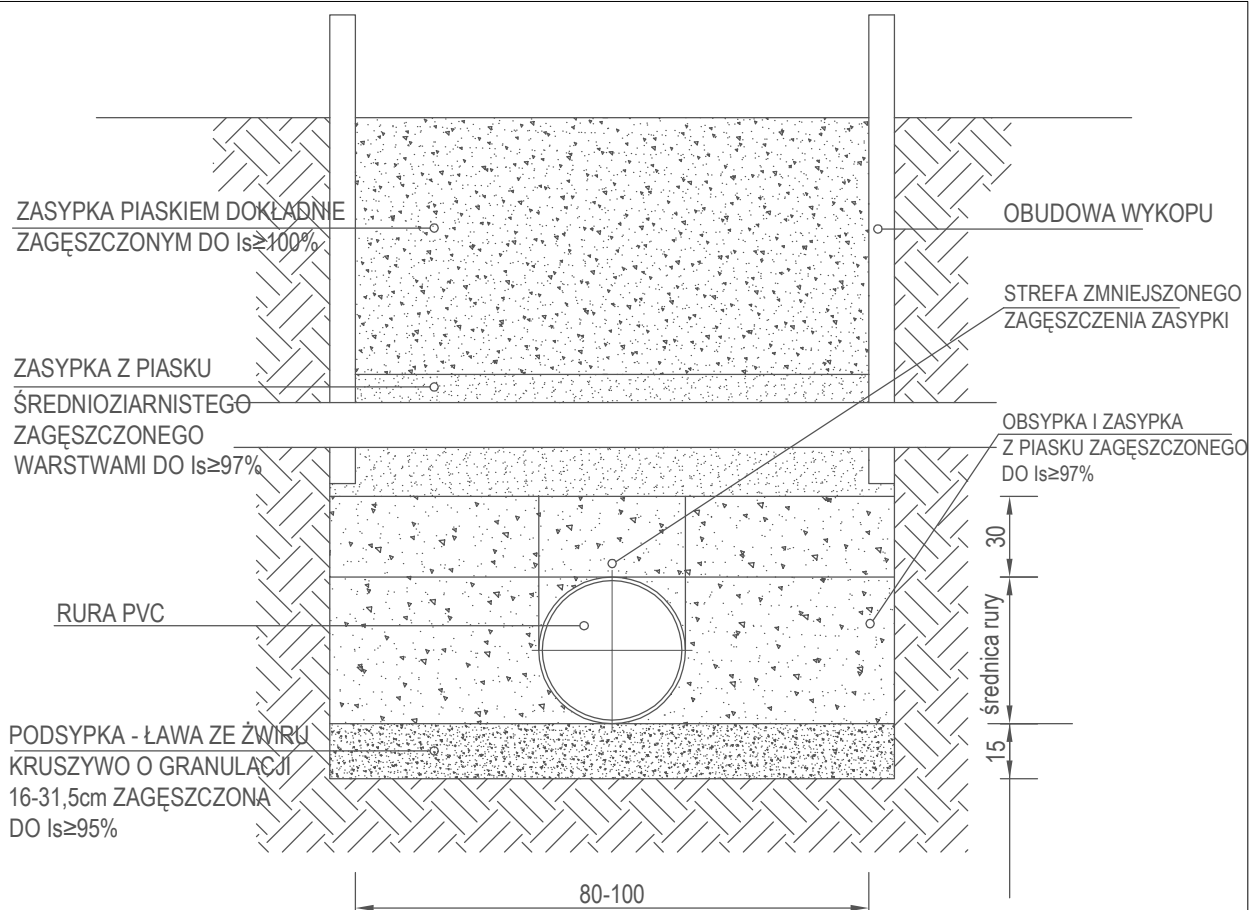 ZASYPKA PIASKIEM DOKŁADNIE
ZAGĘSZCZONYM DO Is≥100%
OBUDOWA WYKOPU
STREFA ZMNIEJSZONEGO
ZAGĘSZCZENIA ZASYPKI
ZASYPKA Z PIASKU
ŚREDNIOZIARNISTEGO
ZAGĘSZCZONEGO
WARSTWAMI DO Is≥97%
OBSYPKA I ZASYPKA
Z PIASKU ZAGĘSZCZONEGO
DO Is≥97%
30
RURA PVC
średnica rury
PODSYPKA - ŁAWA ZE ŻWIRU
KRUSZYWO O GRANULACJI
16-31,5cm ZAGĘSZCZONA
DO Is≥95%
15
80-100